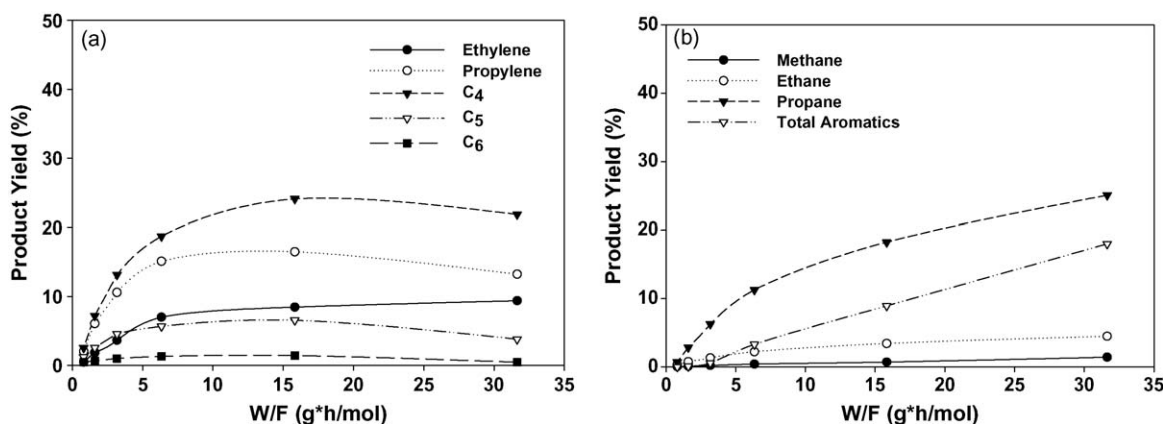 (a)
Product Yield (%)
50
40
30
20
10
0
Ethylene
Propylene
C4
C5
C6
0 5 10 15 20 25 30 35
W/F (g*h/mol)
(b)
Product Yield (%)
50
40
30
20
10
0
Methane
Ethane
Propane
Total Aromatics
0 5 10 15 20 25 30 35
W/F (g*h/mol)